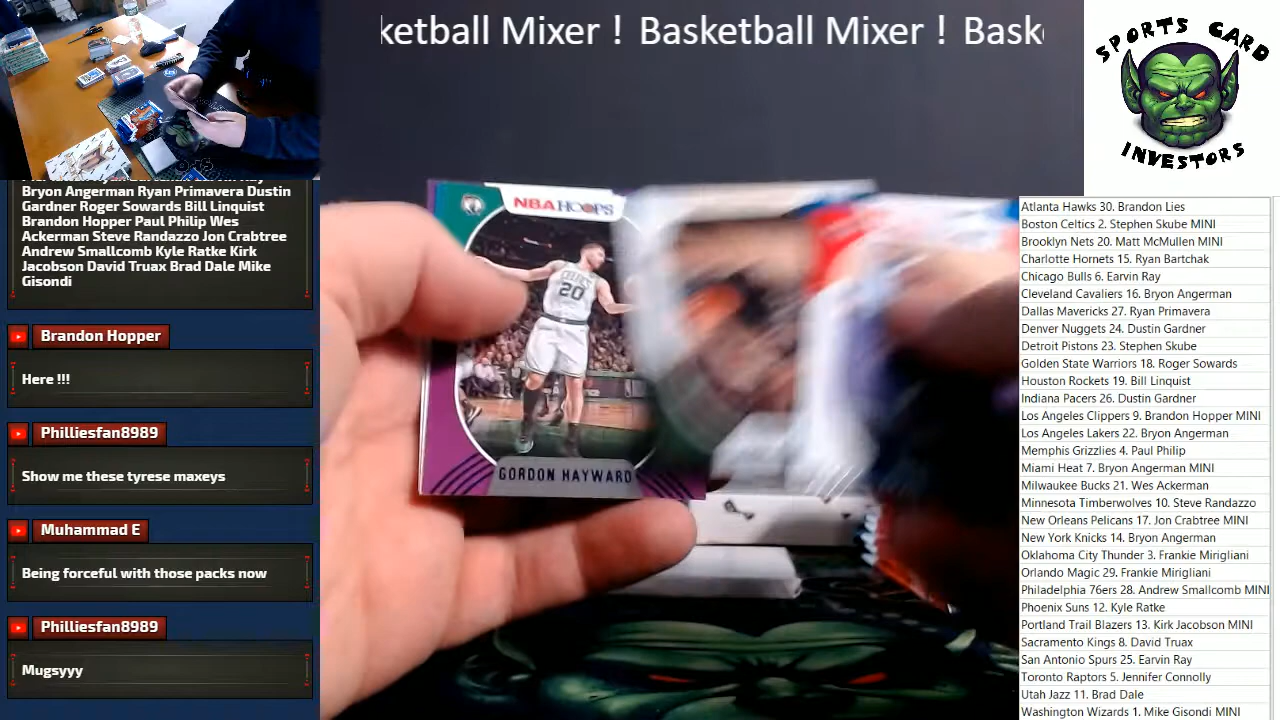 ketball Mixer ! Basketball Mixer ! Bask
SPORTS CARD
INVESTORS
Bryon Angerman Ryan Primavera Dustin
Gardner Roger Sowards Bill Linquist
Brandon Hopper Paul Philip Wes
Ackerman Steve Randazzo Jon Crabtree
Andrew Smallcomb Kyle Ratke Kirk
Jacobson David Truax Brad Dale Mike
Gisondi
Brandon Hopper
Here !!!
Philliesfan8989
Show me these tyrese maxeys
Muhammad E
Being forceful with those packs now
Philliesfan8989
Mugsyyy
NBA HOOPS
CELTICS
20
GORDON HAYWARD
Atlanta Hawks 30. Brandon Lies
Boston Celtics 2. Stephen Skube MINI
Brooklyn Nets 20. Matt McMullen MINI
Charlotte Hornets 15. Ryan Bartchak
Chicago Bulls 6. Earvin Ray
Cleveland Cavaliers 16. Bryon Angerman
Dallas Mavericks 27. Ryan Primavera
Denver Nuggets 24. Dustin Gardner
Detroit Pistons 23. Stephen Skube
Golden State Warriors 18. Roger Sowards
Houston Rockets 19. Bill Linquist
Indiana Pacers 26. Dustin Gardner
Los Angeles Clippers 9. Brandon Hopper MINI
Los Angeles Lakers 22. Bryon Angerman
Memphis Grizzlies 4. Paul Philip
Miami Heat 7. Bryon Angerman MINI
Milwaukee Bucks 21. Wes Ackerman
Minnesota Timberwolves 10. Steve Randazzo
New Orleans Pelicans 17. Jon Crabtree MINI
New York Knicks 14. Bryon Angerman
Oklahoma City Thunder 3. Frankie Mirigliani
Orlando Magic 29. Frankie Mirigliani
Philadelphia 76ers 28. Andrew Smallcomb MINI
Phoenix Suns 12. Kyle Ratke
Portland Trail Blazers 13. Kirk Jacobson MINI
Sacramento Kings 8. David Truax
San Antonio Spurs 25. Earvin Ray
Toronto Raptors 5. Jennifer Connolly
Utah Jazz 11. Brad Dale
Washington Wizards 1. Mike Gisondi MINI